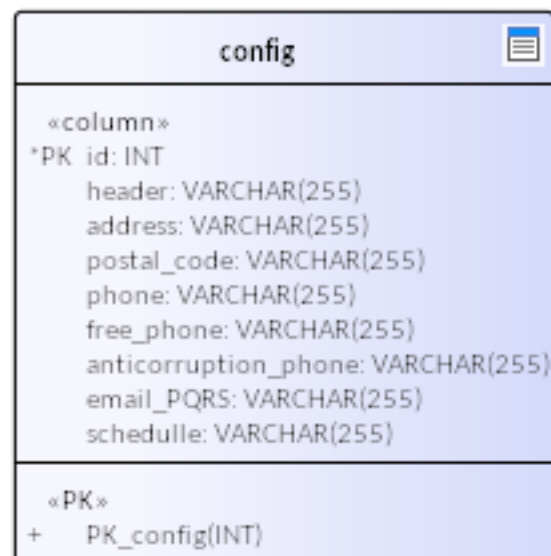 config
«column»
*PK id: INT
header: VARCHAR(255)
address: VARCHAR(255)
postal_code: VARCHAR(255)
phone: VARCHAR(255)
free_phone: VARCHAR(255)
anticorruption_phone: VARCHAR(255)
email_PQRS: VARCHAR(255)
schedulle: VARCHAR(255)
«PK»
+ PK_config(INT)